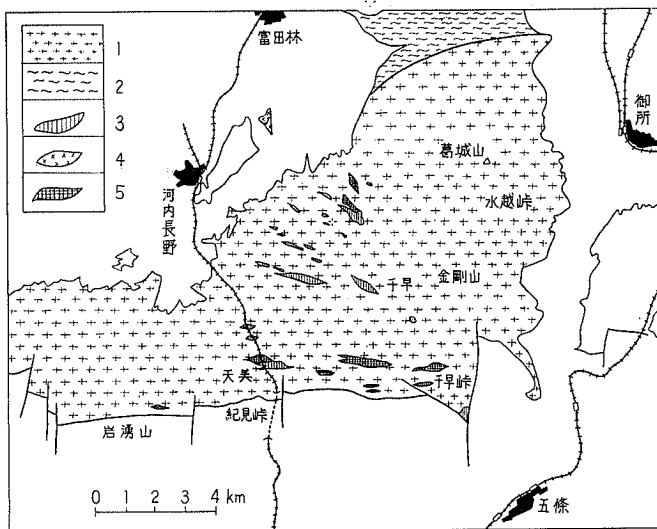 1
2
3
4
5
富田林
御所
葛城山
水越峠
河内長野
千早
金剛山
天美
千早峠
岩湧山
紀見峠
0 1 2 3 4 km
五條